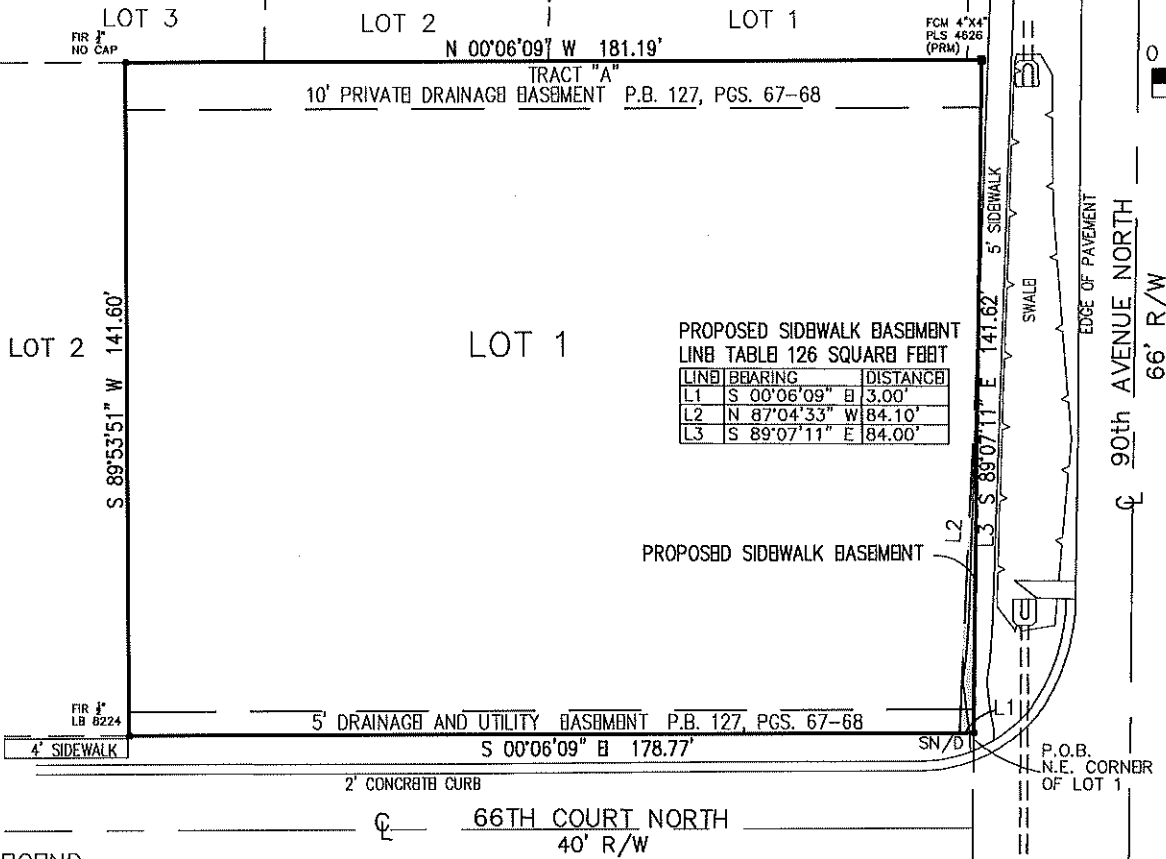 LOT 3
LOT 2
LOT 1
FIR
NO CAP
FCM 4"X4"
PLS 4626
(PRM)
N 00°06'09" W 181.19'
TRACT "A"
10' PRIVATE DRAINAGE EASEMENT P.B. 127, PGS. 67-68
0
5' SIDEWALK
SWALE
EDGE OF PAVEMENT
90th AVENUE NORTH
66' R/W
LOT 2
S 89°53'51" W 141.60'
LOT 1
PROPOSED SIDEWALK EASEMENT
LINE TABLE 126 SQUARE FEET
LINE BEARING DISTANCE
L1 S 00°06'09" E 3.00'
L2 N 87°04'33" W 84.10'
L3 S 89°07'11" E 84.00'
L3 S 89°07'11" E 141.62'
L2
PROPOSED SIDEWALK EASEMENT
FIR
LB 8224
5' DRAINAGE AND UTILITY EASEMENT P.B. 127, PGS. 67-68
L1
4' SIDEWALK
S 00°06'09" E 178.77'
SN/D
P.O.B.
N.E. CORNER
OF LOT 1
2' CONCRETE CURB
℄ 66TH COURT NORTH
40' R/W